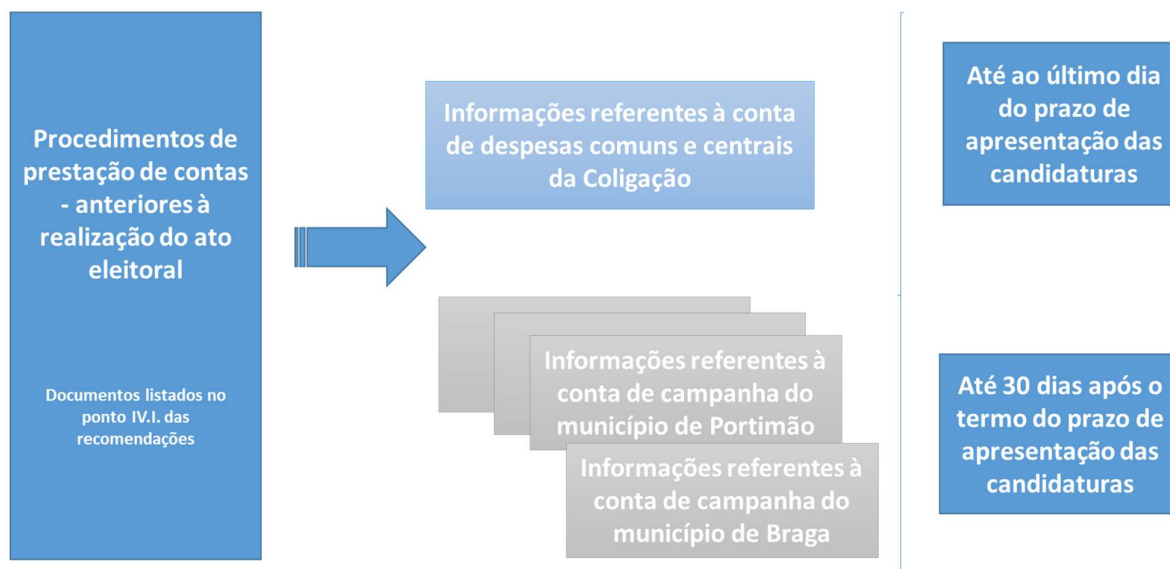 Procedimentos de
prestação de contas
- anteriores à
realização do ato
eleitoral
Documentos listados no
ponto IV.I. das
recomendações
Informações referentes à conta
de despesas comuns e centrais
da Coligação
Informações referentes à
conta de campanha do
município de Portimão
Informações referentes à
conta de campanha do
município de Braga
Até ao último dia
do prazo de
apresentação das
candidaturas
Até 30 dias após o
termo do prazo de
apresentação das
candidaturas